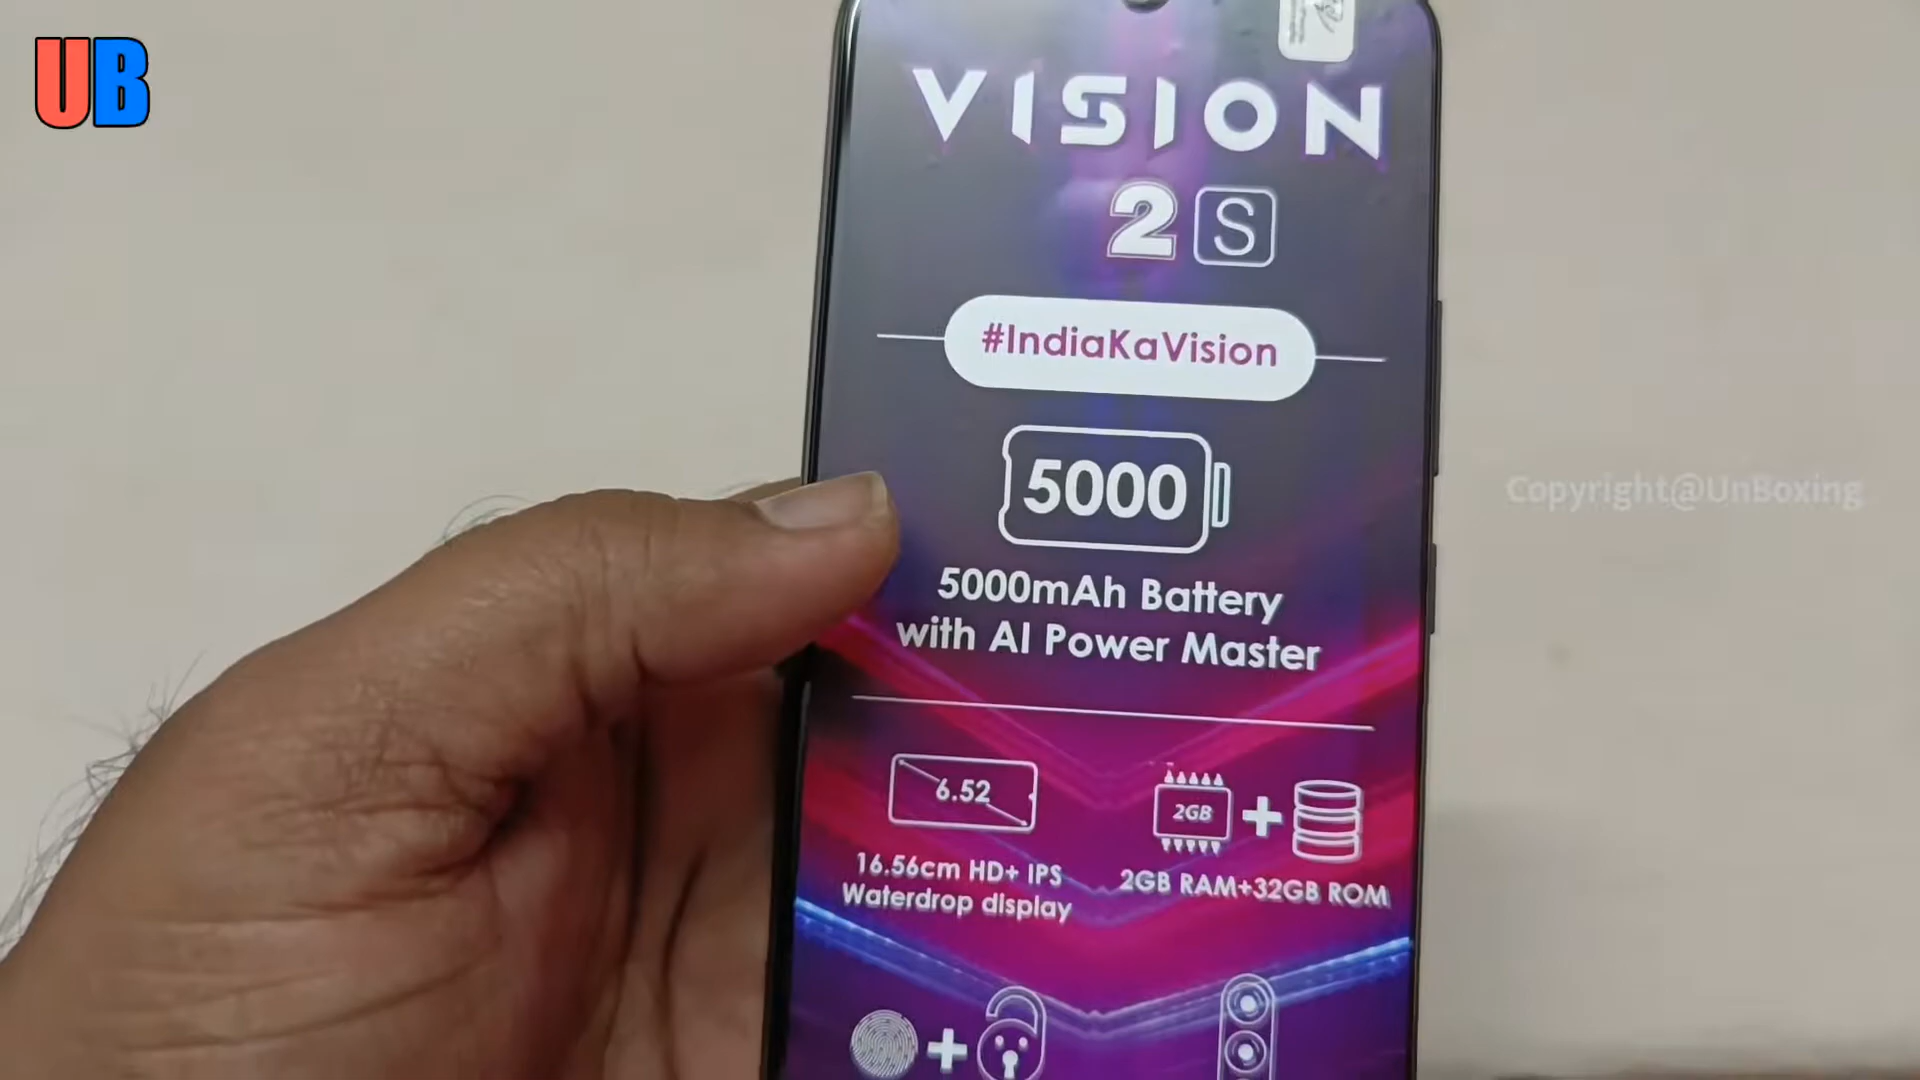 UB
VISION
2 S
#IndiaKaVision
5000
5000mAh Battery
with AI Power Master
6.52
16.56cm HD+ IPS
Waterdrop display
2GB
2GB RAM+32GB ROM
Copyright@UnBoxing